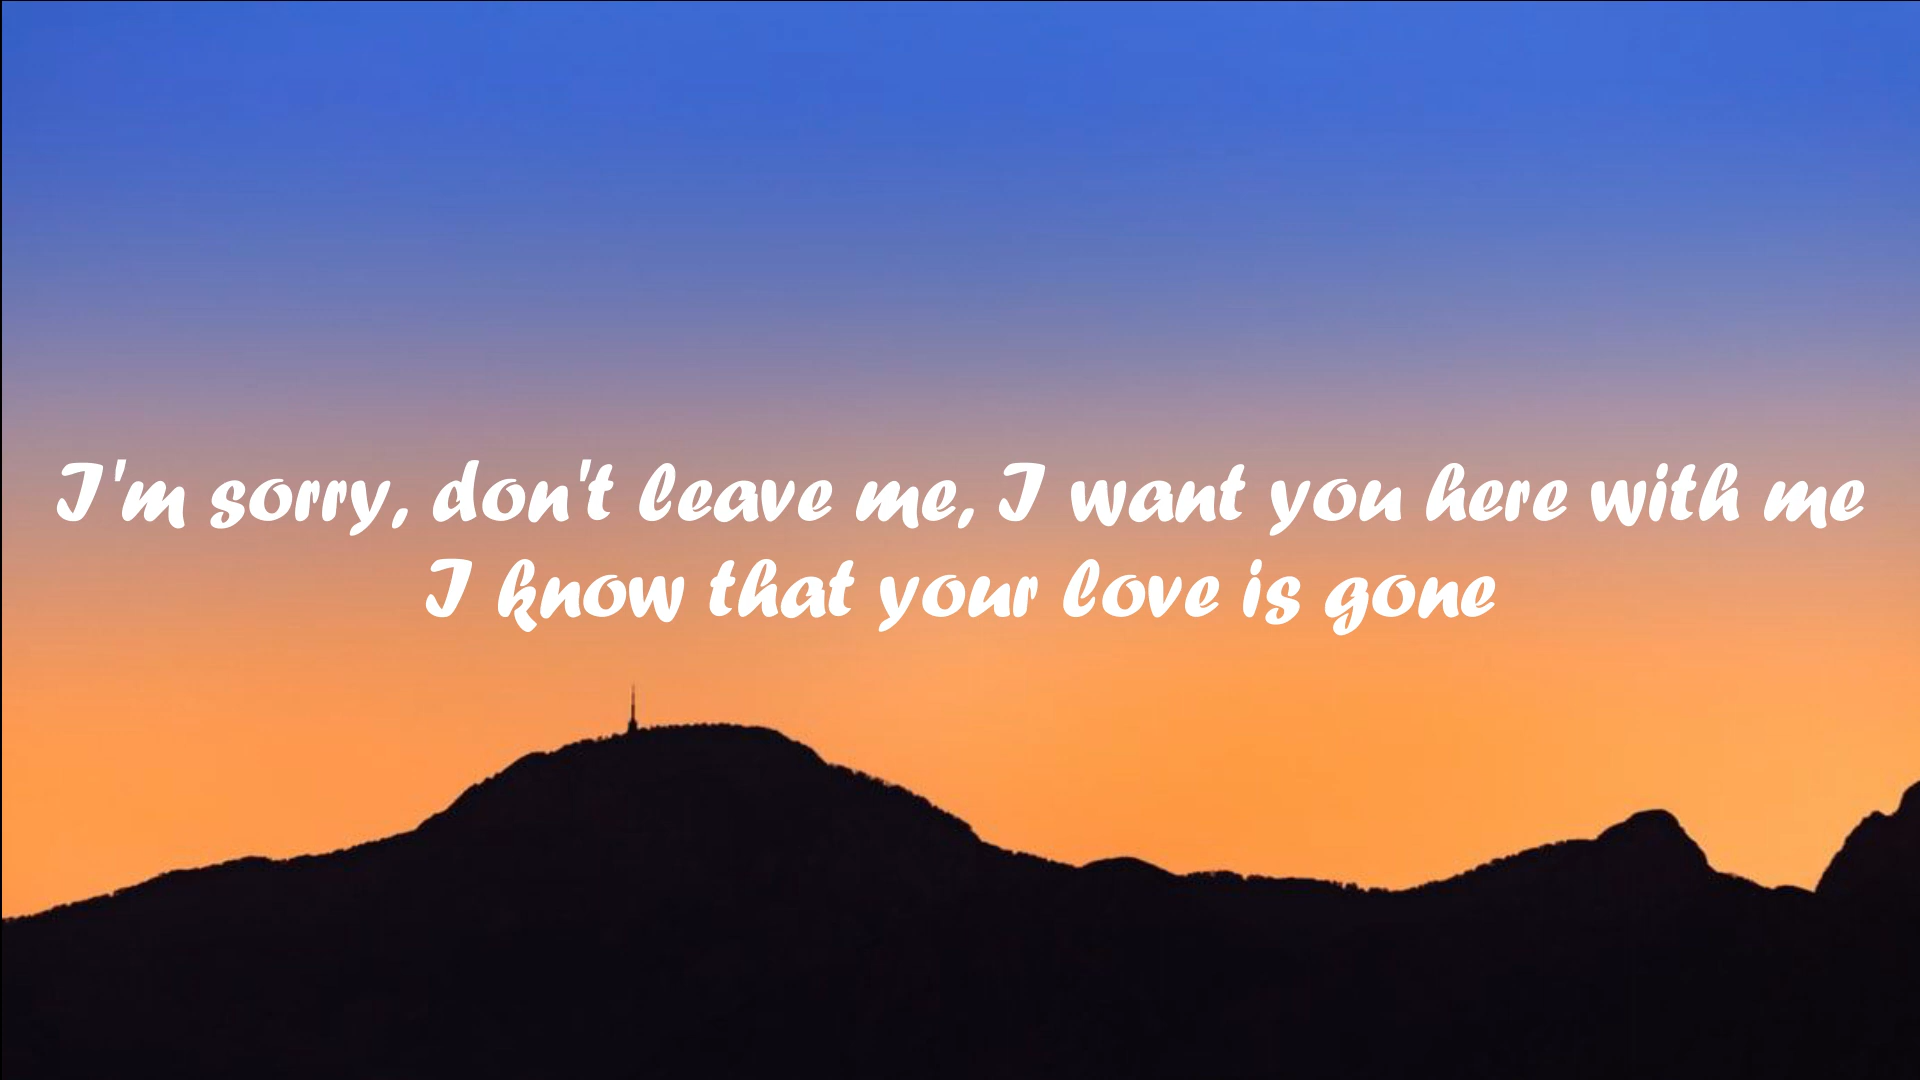 I'm sorry, don't leave me, I want you here with me
I know that your love is gone